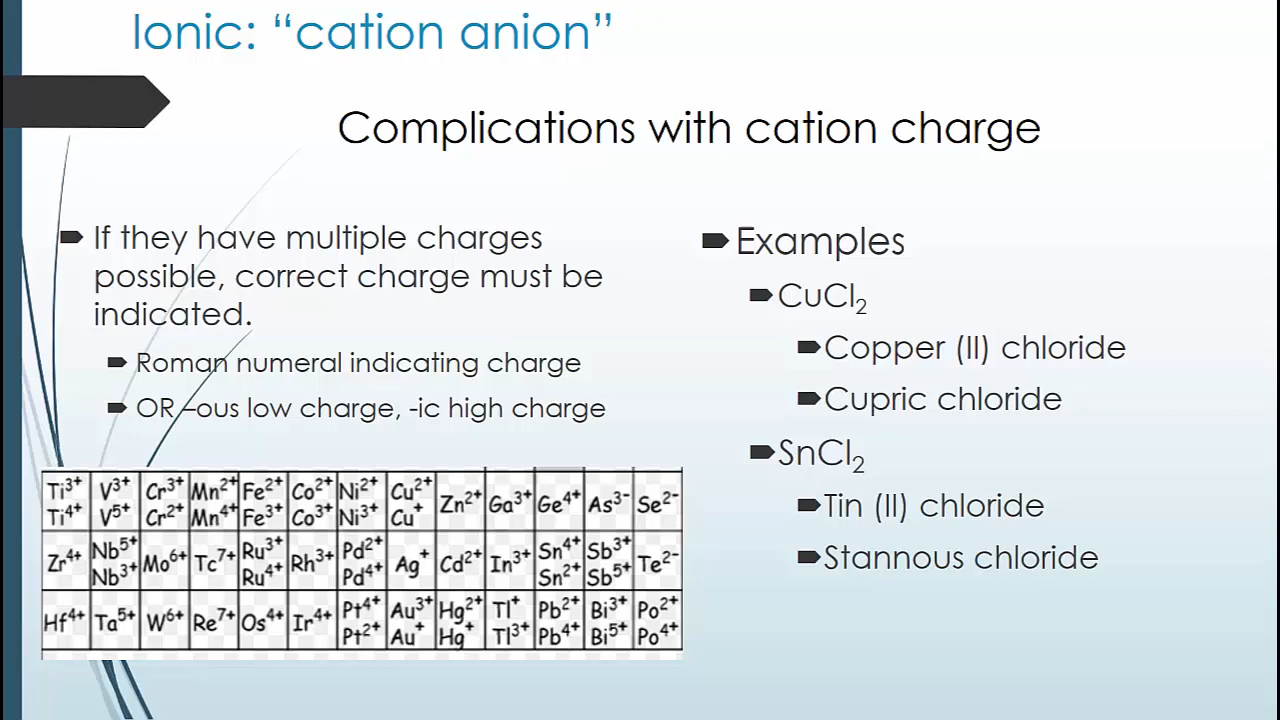 Ionic: “cation anion”
Complications with cation charge
If they have multiple charges
possible, correct charge must be
indicated.
Roman numeral indicating charge
OR –ous low charge, -ic high charge
Ti³⁺ V³⁺ Cr³⁺ Mn²⁺ Fe²⁺ Co²⁺ Ni²⁺ Cu²⁺ Zn²⁺ Ga³⁺ Ge⁴⁺ As³⁻ Se²⁻
Ti⁴⁺ V⁵⁺ Cr²⁺ Mn⁴⁺ Fe³⁺ Co³⁺ Ni³⁺ Cu⁺
Zr⁴⁺ Nb⁵⁺ Mo⁶⁺ Tc⁷⁺ Ru³⁺ Rh³⁺ Pd²⁺ Ag⁺ Cd²⁺ In³⁺ Sn⁴⁺ Sb³⁺ Te²⁻
Nb³⁺ Ru⁴⁺ Pd⁴⁺ Sn²⁺ Sb⁵⁺
Hf⁴⁺ Ta⁵⁺ W⁶⁺ Re⁷⁺ Os⁴⁺ Ir⁴⁺ Pt⁴⁺ Au³⁺ Hg²⁺ Tl⁺ Pb²⁺ Bi³⁺ Po²⁺
Pt²⁺ Au⁺ Hg⁺ Tl³⁺ Pb⁴⁺ Bi⁵⁺ Po⁴⁺
Examples
CuCl₂
Copper (II) chloride
Cupric chloride
SnCl₂
Tin (II) chloride
Stannous chloride